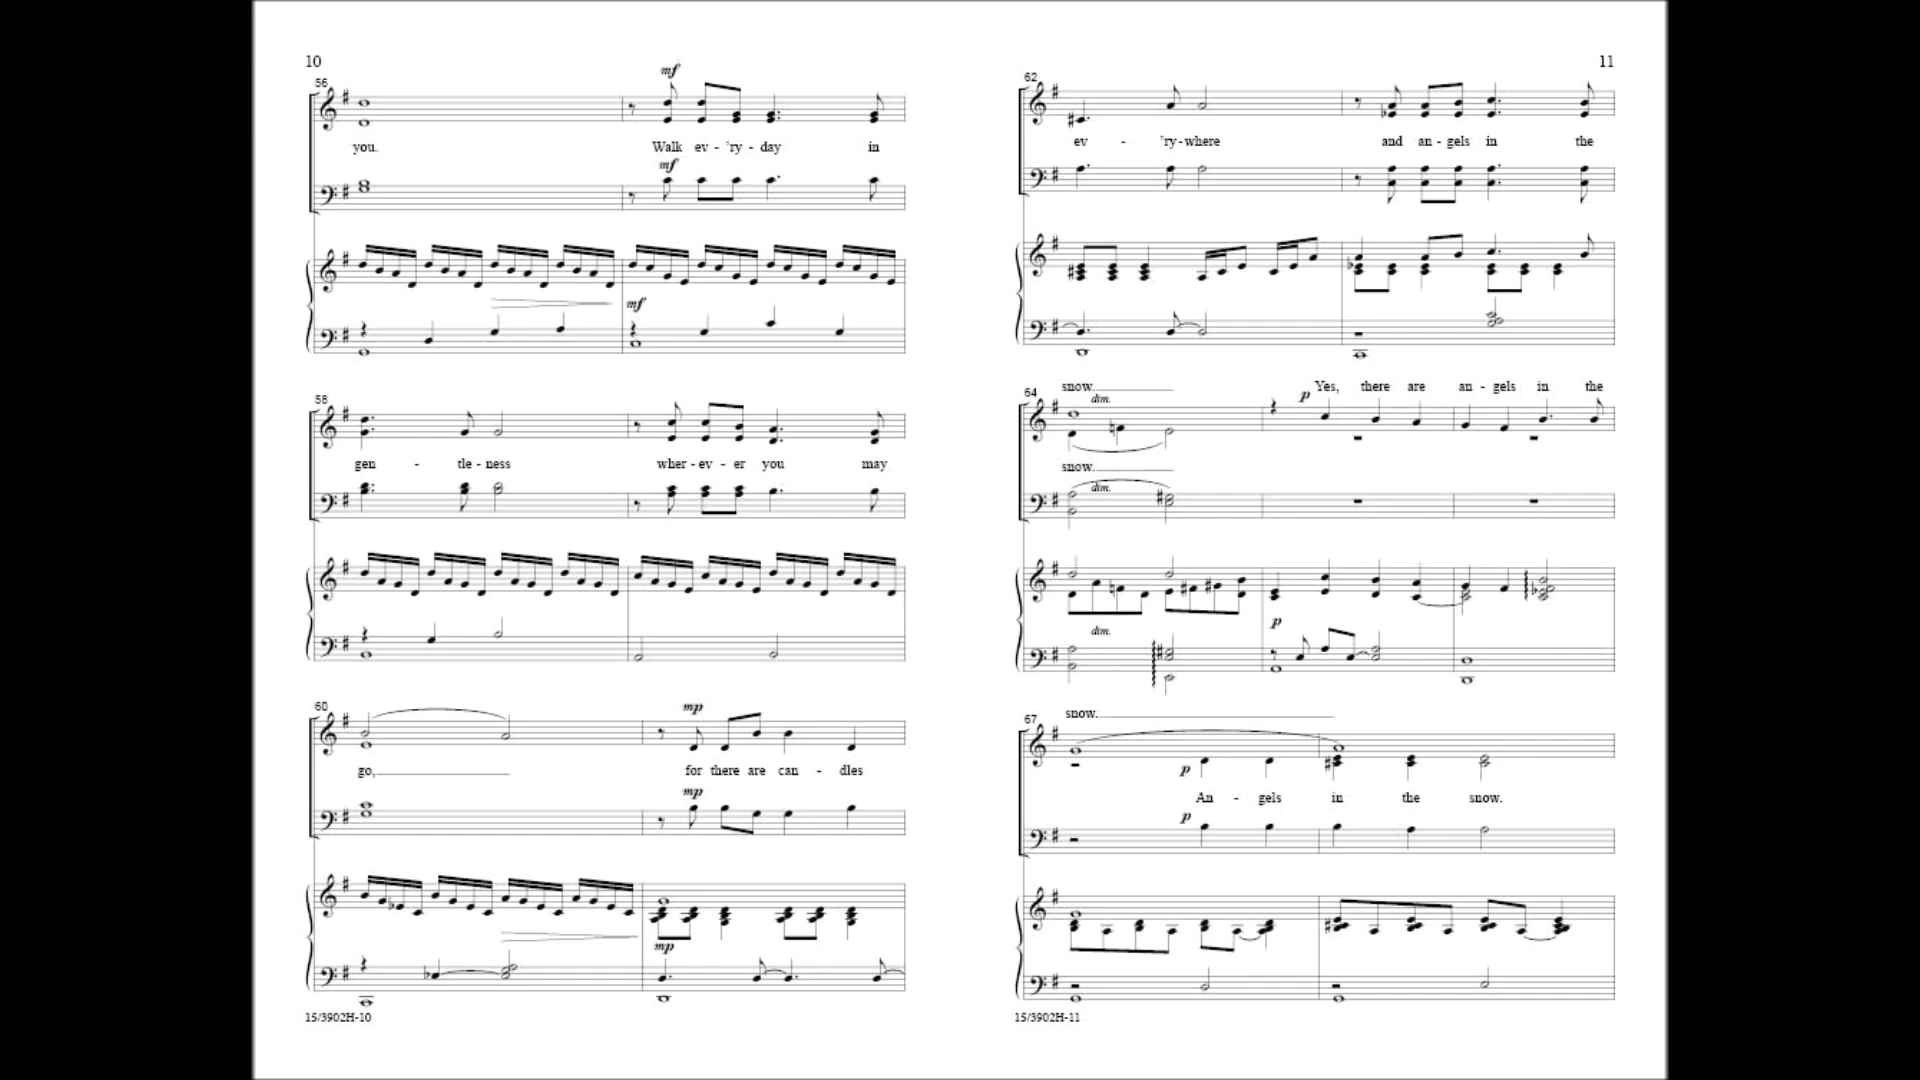 10
56
mf
you. Walk ev - 'ry - day in
mf
mf
58
gen - tle - ness wher - ev - er you may
60
mp
go, for there are can - dles
mp
mp
15/3902H-10
11
62
ev - 'ry - where and an - gels in the
snow. Yes, there are an - gels in the
64
dim. p
snow.
dim.
p
dim.
snow.
67
p
An - gels in the snow.
p
15/3902H-11